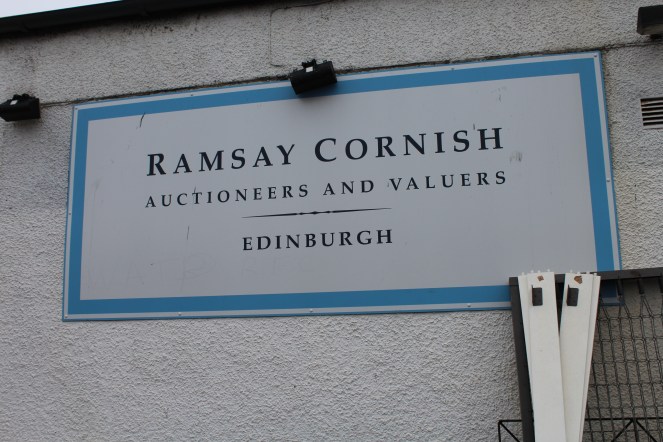 RAMSAY CORNISH
AUCTIONEERS AND VALUERS
EDINBURGH